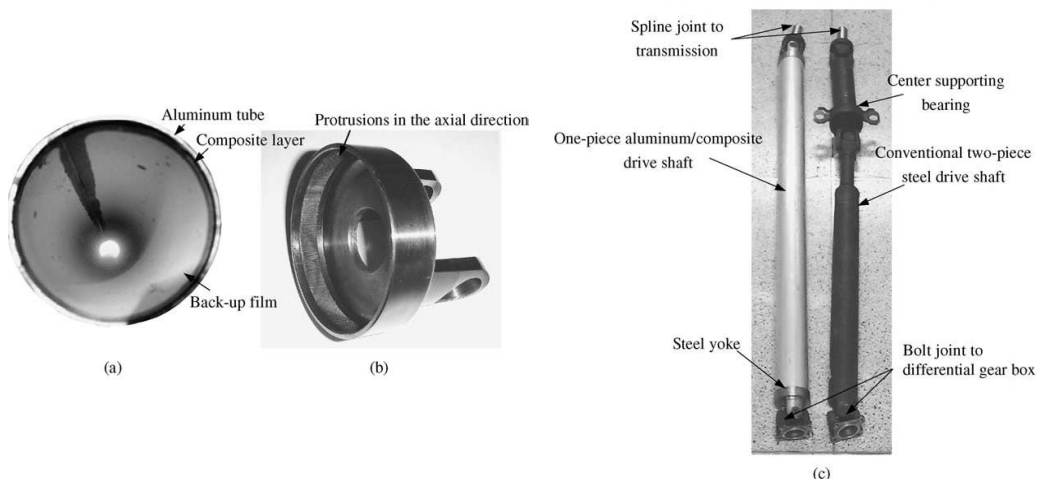 Aluminum tube
Composite layer
Back-up film
(a)
Protrusions in the axial direction
(b)
Spline joint to
transmission
Center supporting
bearing
One-piece aluminum/composite
drive shaft
Conventional two-piece
steel drive shaft
Steel yoke
Bolt joint to
differential gear box
(c)